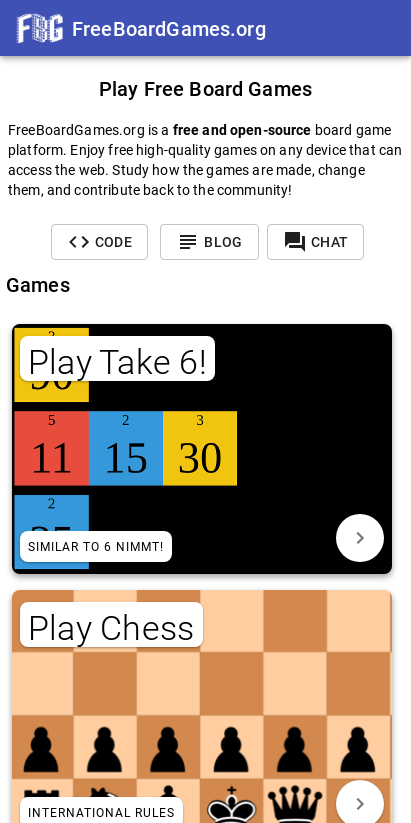 FBG FreeBoardGames.org
Play Free Board Games
FreeBoardGames.org is a free and open-source board game
platform. Enjoy free high-quality games on any device that can
access the web. Study how the games are made, change
them, and contribute back to the community!
CODE BLOG CHAT
Games
Play Take 6!
5 2 3
11 15 30
2
SIMILAR TO 6 NIMMT!
Play Chess
INTERNATIONAL RULES